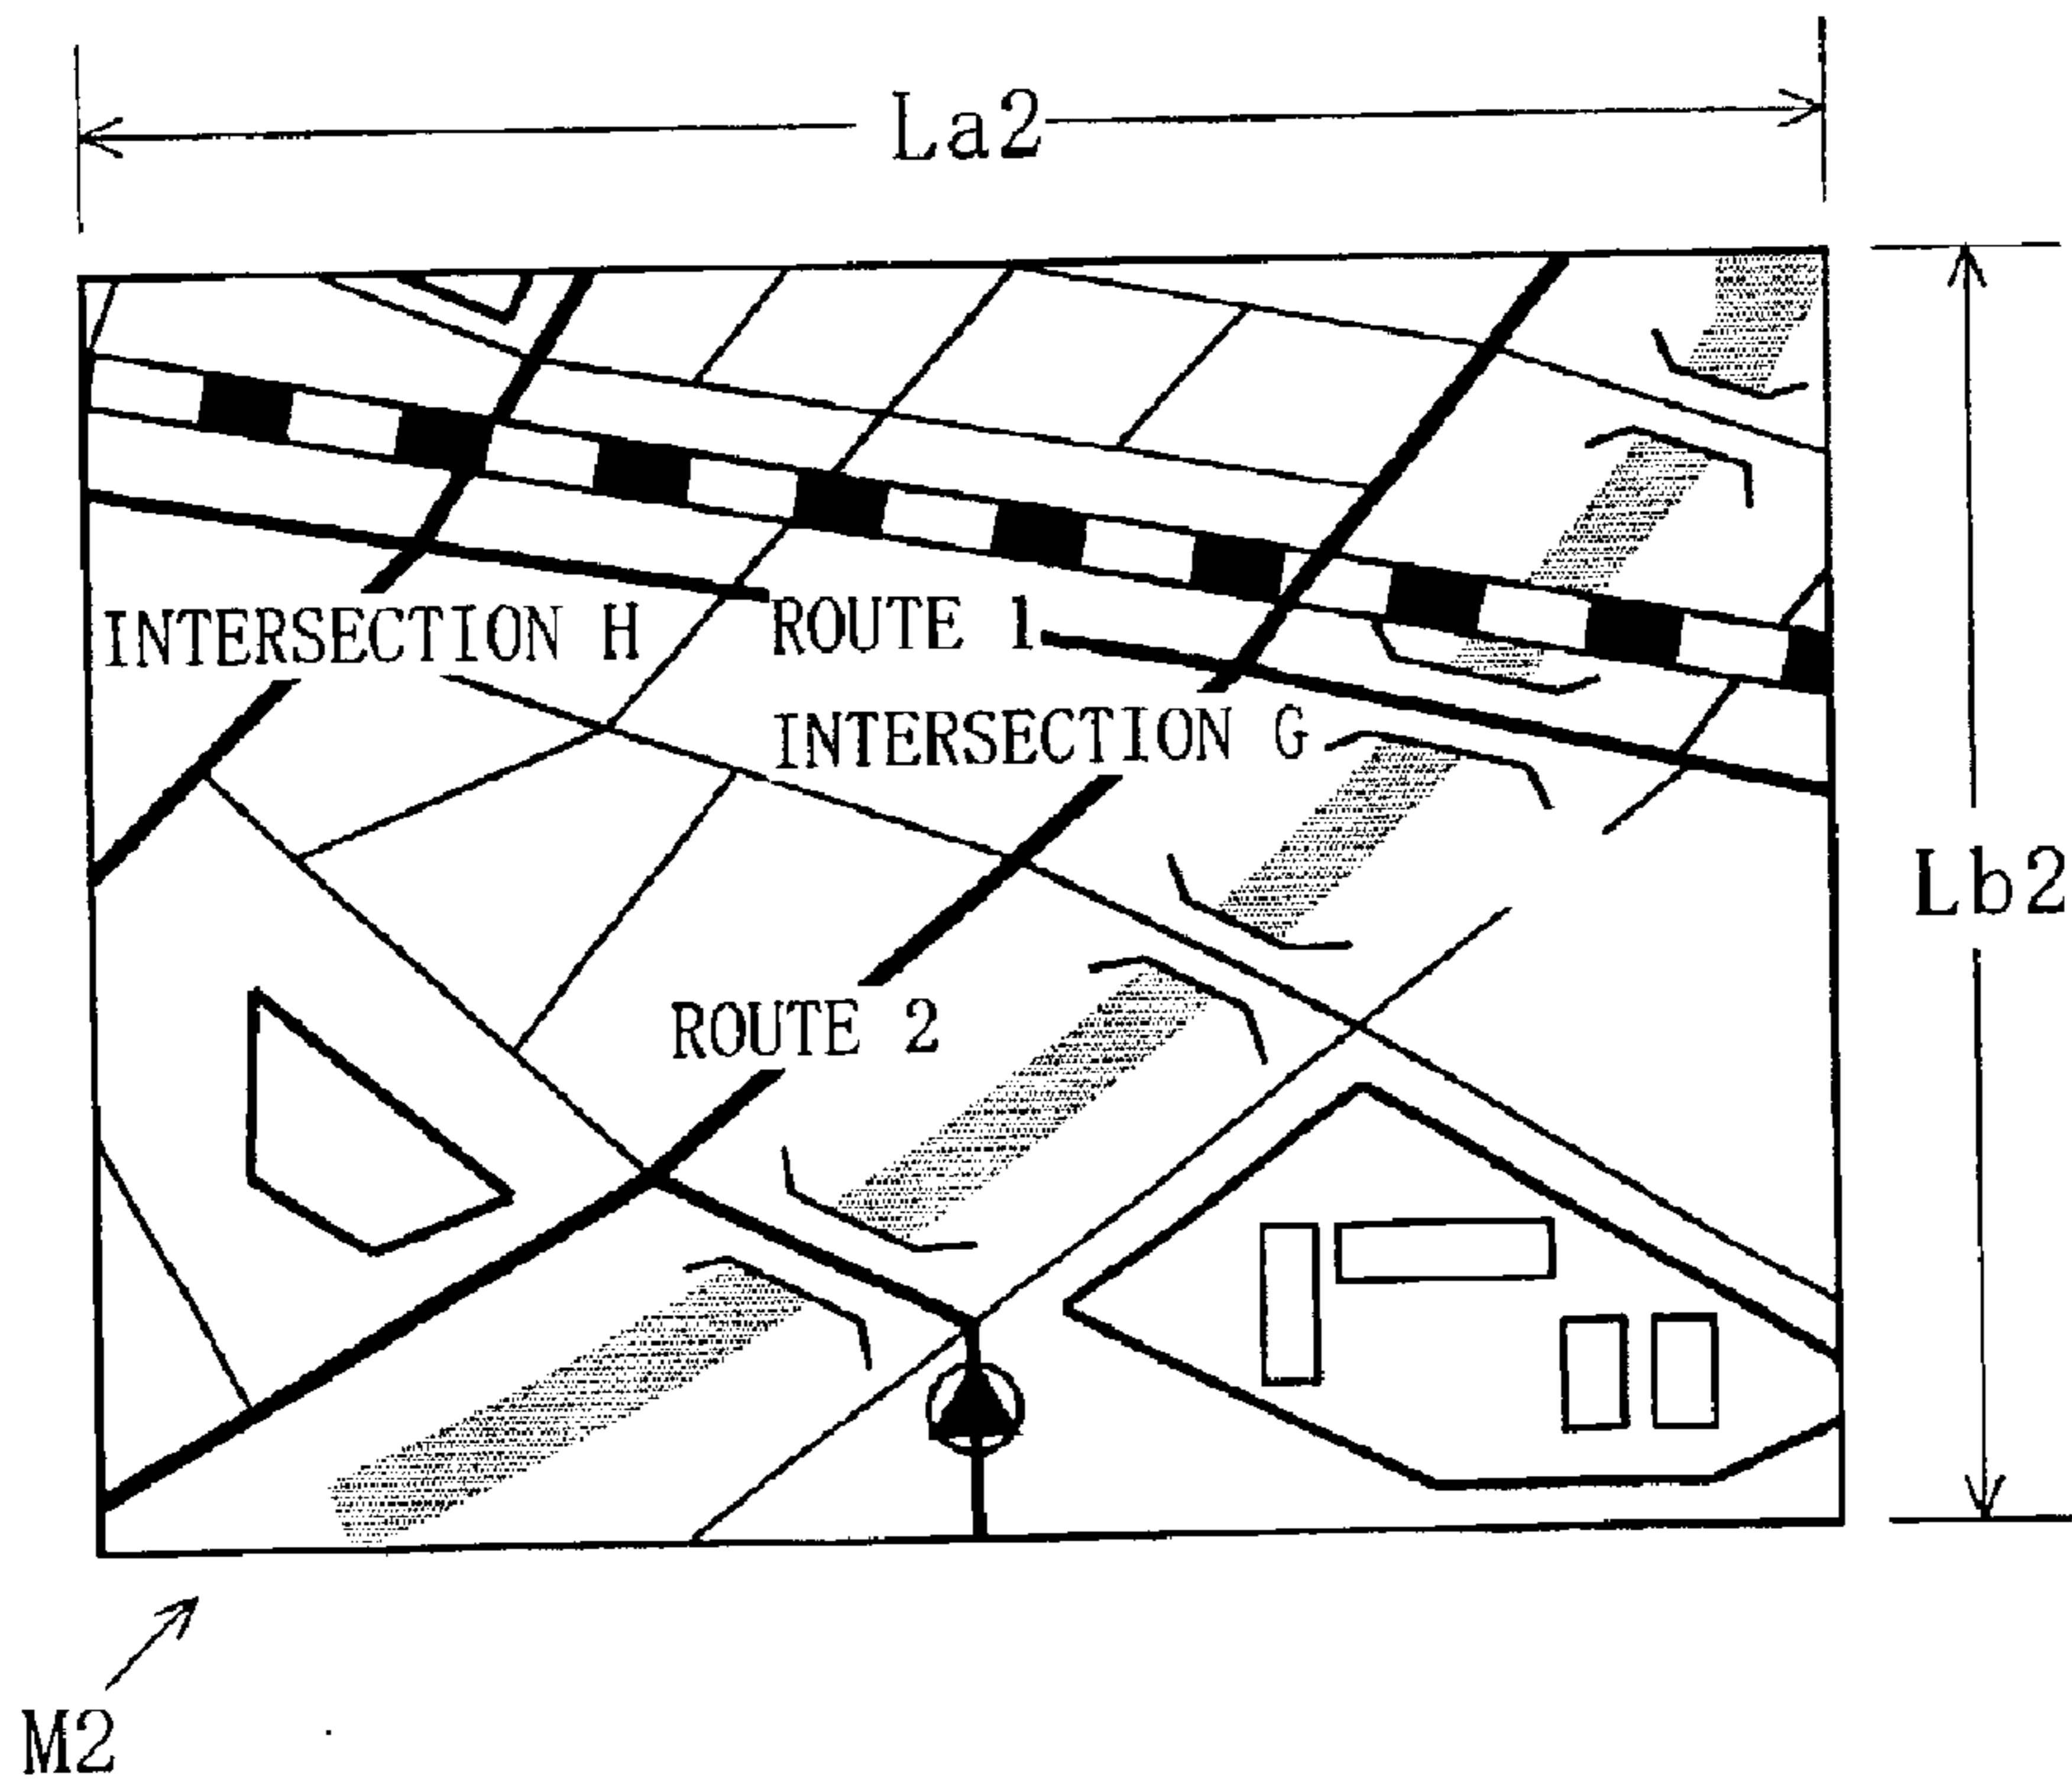 La2
INTERSECTION H
ROUTE 1
INTERSECTION G
Lb2
ROUTE 2
M2